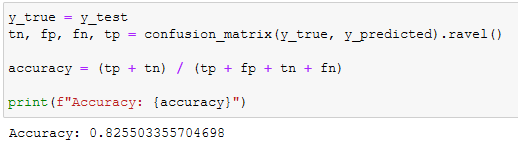 y_true = y_test
tn, fp, fn, tp = confusion_matrix(y_true, y_predicted).ravel()
accuracy = (tp + tn) / (tp + fp + tn + fn)
print(f"Accuracy: {accuracy}")
Accuracy: 0.825503355704698